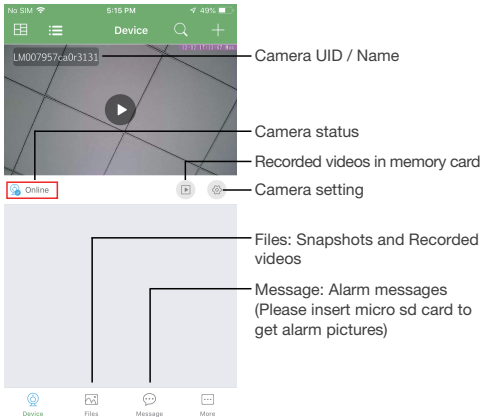 No SIM 5:15 PM 49%
Device
LM007957ca0r3131
Camera UID / Name
Camera status
Recorded videos in memory card
Online
Camera setting
Files: Snapshots and Recorded
videos
Message: Alarm messages
(Please insert micro sd card to
get alarm pictures)
Device Files Message More